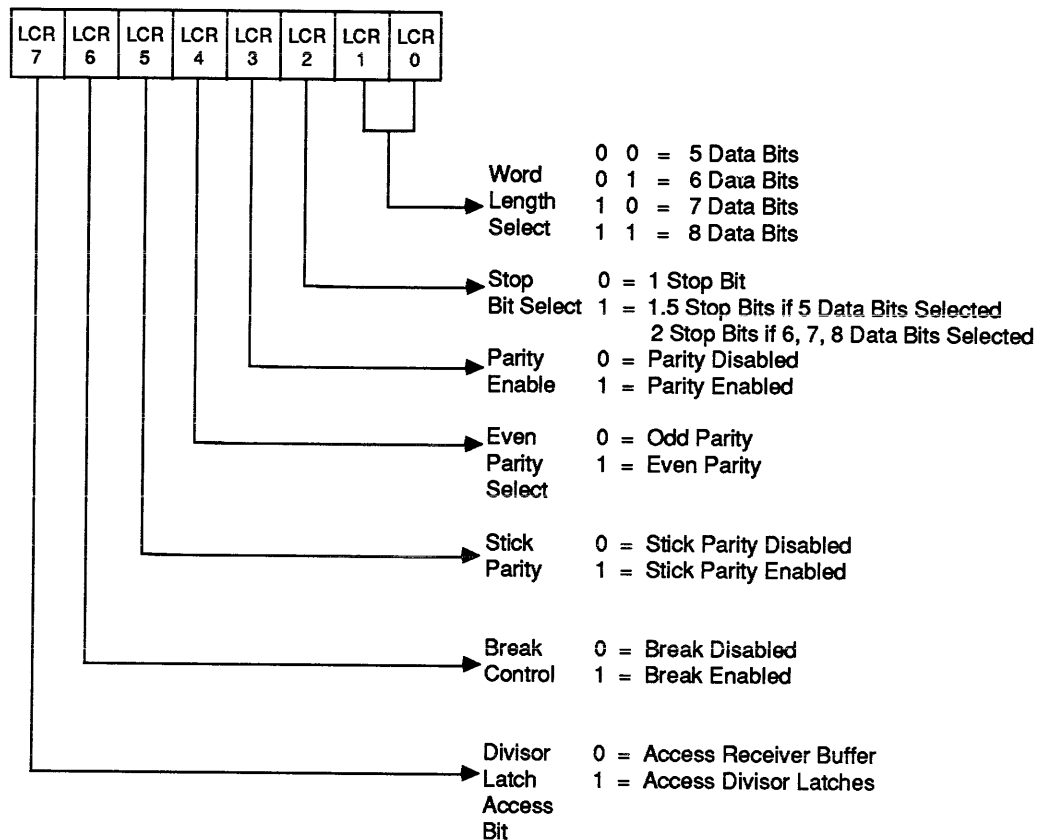 LCR 7 LCR 6 LCR 5 LCR 4 LCR 3 LCR 2 LCR 1 LCR 0
Word Length Select
0 0 = 5 Data Bits
0 1 = 6 Data Bits
1 0 = 7 Data Bits
1 1 = 8 Data Bits
Stop Bit Select
0 = 1 Stop Bit
1 = 1.5 Stop Bits if 5 Data Bits Selected
2 Stop Bits if 6, 7, 8 Data Bits Selected
Parity Enable
0 = Parity Disabled
1 = Parity Enabled
Even Parity Select
0 = Odd Parity
1 = Even Parity
Stick Parity
0 = Stick Parity Disabled
1 = Stick Parity Enabled
Break Control
0 = Break Disabled
1 = Break Enabled
Divisor Latch Access Bit
0 = Access Receiver Buffer
1 = Access Divisor Latches